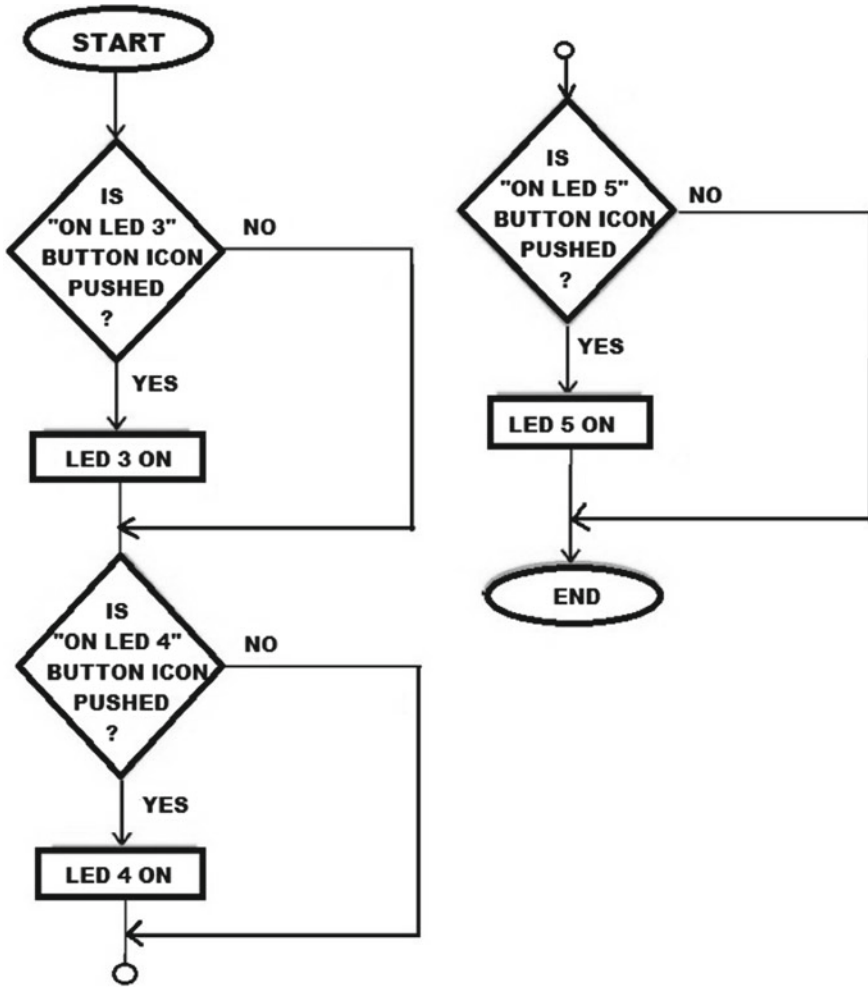 START
IS
"ON LED 3"
BUTTON ICON
PUSHED
?
NO
YES
LED 3 ON
IS
"ON LED 4"
BUTTON ICON
PUSHED
?
NO
YES
LED 4 ON
IS
"ON LED 5"
BUTTON ICON
PUSHED
?
NO
YES
LED 5 ON
END